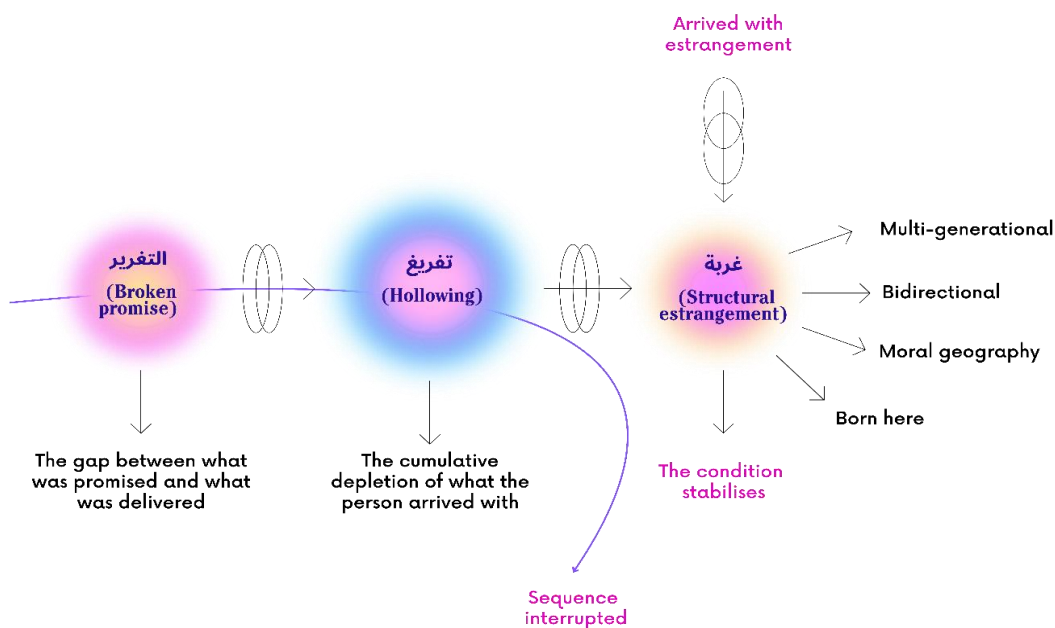 Arrived with
estrangement
التغرير
(Broken
promise)
تفريغ
(Hollowing)
غربة
(Structural
estrangement)
Multi-generational
Bidirectional
Moral geography
Born here
The gap between what
was promised and what
was delivered
The cumulative
depletion of what the
person arrived with
The condition
stabilises
Sequence
interrupted